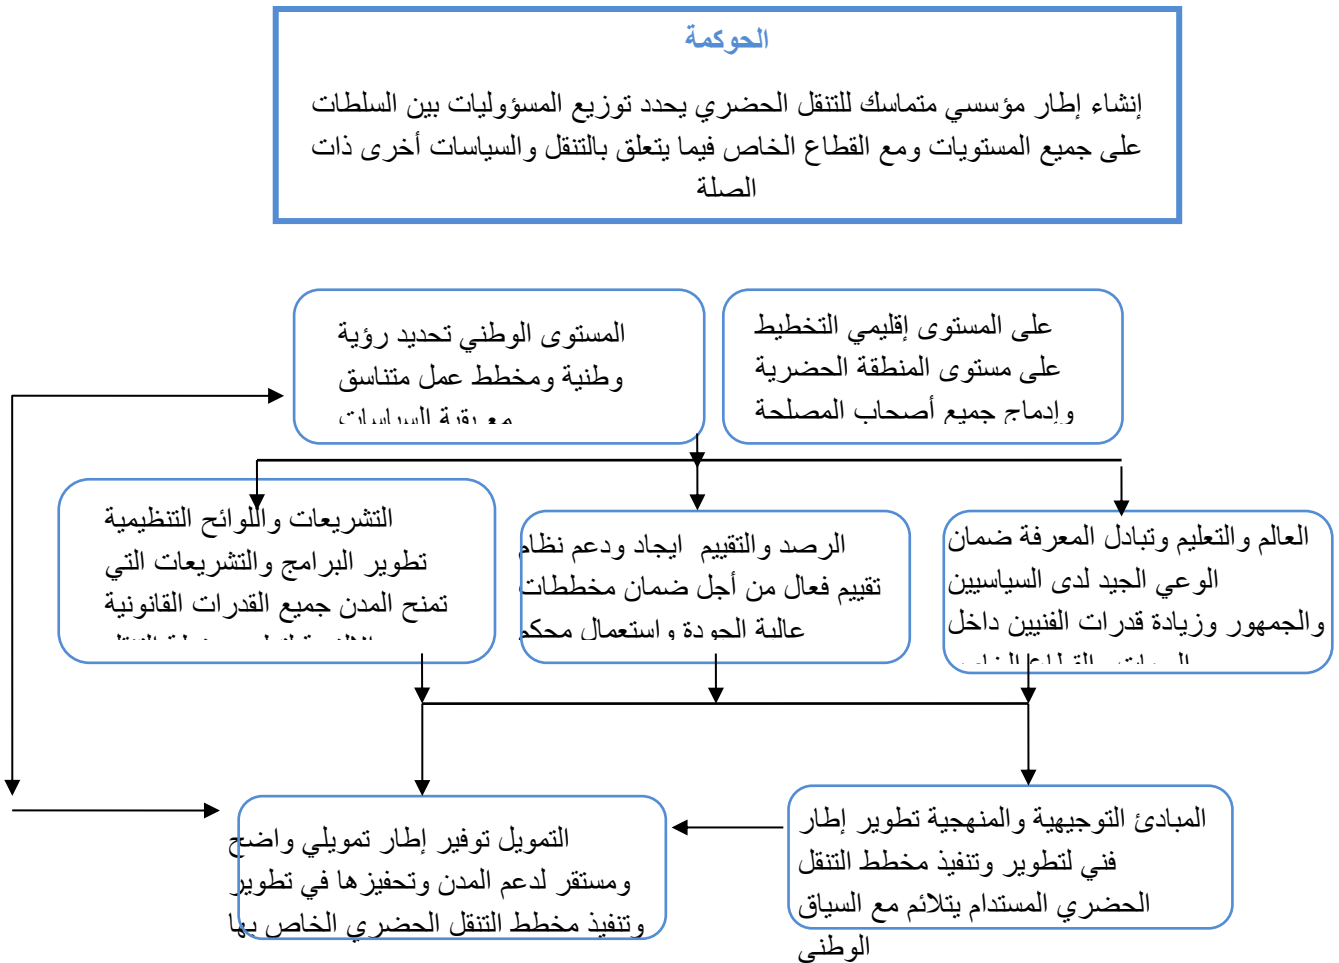 الحوكمة
إنشاء إطار مؤسسي متماسك للتنقل الحضري يحدد توزيع المسؤوليات بين السلطات
على جميع المستويات ومع القطاع الخاص فيما يتعلق بالتنقل والسياسات أخرى ذات
الصلة
على المستوى إقليمي التخطيط
على مستوى المنطقة الحضرية
وإدماج جميع أصحاب المصلحة
المستوى الوطني تحديد رؤية
وطنية ومخطط عمل متناسق
مع بقية السياسات
العالم والتعليم وتبادل المعرفة ضمان
الوعي الجيد لدى السياسيين
والجمهور وزيادة قدرات الفنيين داخل
الرصد والتقييم ايجاد ودعم نظام
تقييم فعال من أجل ضمان مخططات
عالية الجودة واستعمال محكم
التشريعات واللوائح التنظيمية
تطوير البرامج والتشريعات التي
تمنح المدن جميع القدرات القانونية
المبادئ التوجيهية والمنهجية تطوير إطار
فني لتطوير وتنفيذ مخطط التنقل
الحضري المستدام يتلائم مع السياق
الوطني
التمويل توفير إطار تمويلي واضح
ومستقر لدعم المدن وتحفيزها في تطوير
وتنفيذ مخطط التنقل الحضري الخاص بها